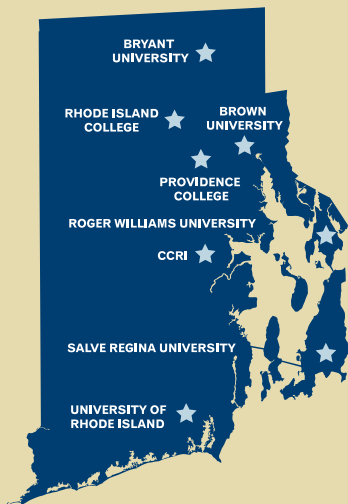 BRYANT
UNIVERSITY
RHODE ISLAND
COLLEGE
BROWN
UNIVERSITY
PROVIDENCE
COLLEGE
ROGER WILLIAMS UNIVERSITY
CCRI
SALVE REGINA UNIVERSITY
UNIVERSITY OF
RHODE ISLAND